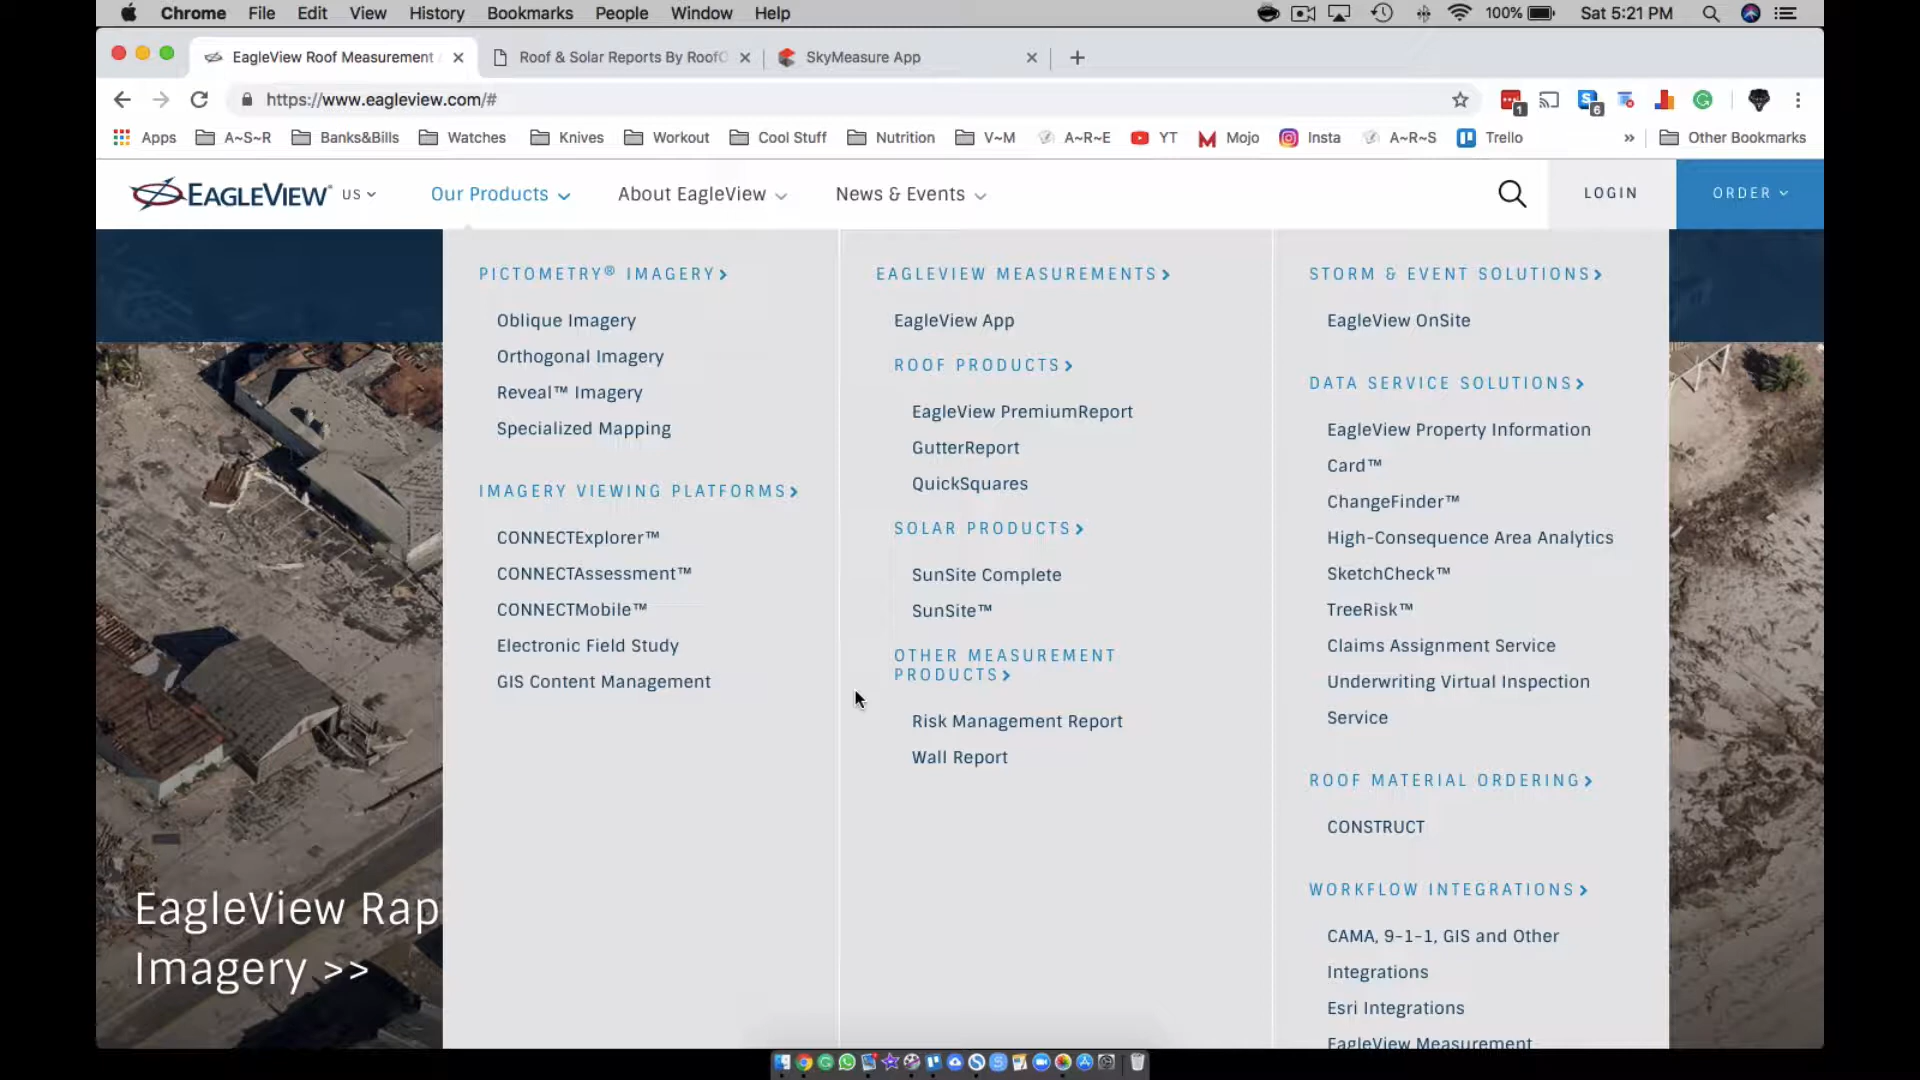 Chrome File Edit View History Bookmarks People Window Help 100% Sat 5:21 PM
EagleView Roof Measurement Roof & Solar Reports By Roof SkyMeasure App
https://www.eagleview.com/#
1 6
Apps A~S~R Banks&Bills Watches Knives Workout Cool Stuff Nutrition V~M A~R~E YT Mojo Insta A~R~S Trello » Other Bookmarks
EAGLEVIEW® US Our Products About EagleView News & Events LOGIN ORDER
PICTOMETRY® IMAGERY
Oblique Imagery
Orthogonal Imagery
Reveal™ Imagery
Specialized Mapping
IMAGERY VIEWING PLATFORMS
CONNECTExplorer™
CONNECTAssessment™
CONNECTMobile™
Electronic Field Study
GIS Content Management
EAGLEVIEW MEASUREMENTS
EagleView App
ROOF PRODUCTS
EagleView PremiumReport
GutterReport
QuickSquares
SOLAR PRODUCTS
SunSite Complete
SunSite™
OTHER MEASUREMENT
PRODUCTS
Risk Management Report
Wall Report
STORM & EVENT SOLUTIONS
EagleView OnSite
DATA SERVICE SOLUTIONS
EagleView Property Information
Card™
ChangeFinder™
High-Consequence Area Analytics
SketchCheck™
TreeRisk™
Claims Assignment Service
Underwriting Virtual Inspection
Service
ROOF MATERIAL ORDERING
CONSTRUCT
WORKFLOW INTEGRATIONS
CAMA, 9-1-1, GIS and Other
Integrations
Esri Integrations
EagleView Measurement
EagleView Rap
Imagery >>